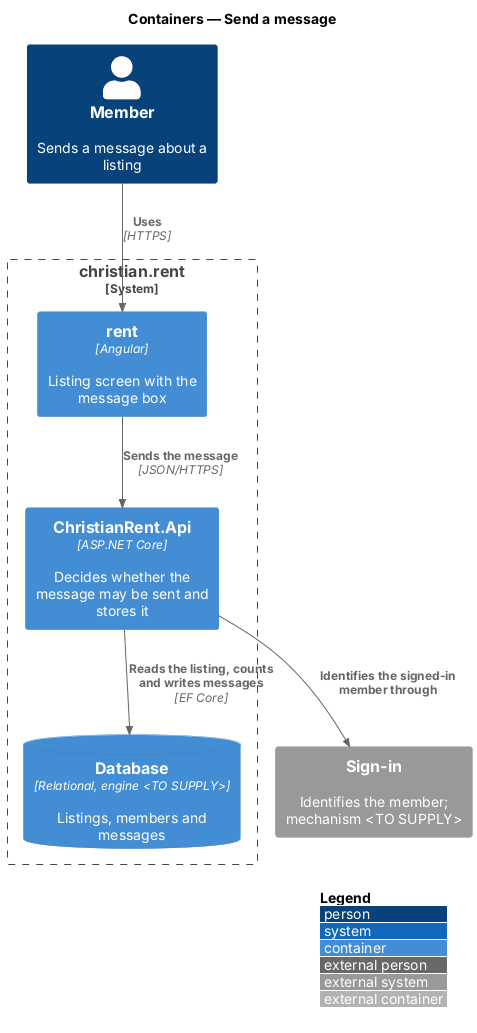 Containers — Send a message
Member
Sends a message about a
listing
Uses
[HTTPS]
christian.rent
[System]
rent
[Angular]
Listing screen with the
message box
Sends the message
[JSON/HTTPS]
ChristianRent.Api
[ASP.NET Core]
Decides whether the
message may be sent and
stores it
Reads the listing, counts
and writes messages
[EF Core]
Identifies the signed-in
member through
Database
[Relational, engine <TO SUPPLY>]
Listings, members and
messages
Sign-in
Identifies the member;
mechanism <TO SUPPLY>
Legend
person
system
container
external person
external system
external container